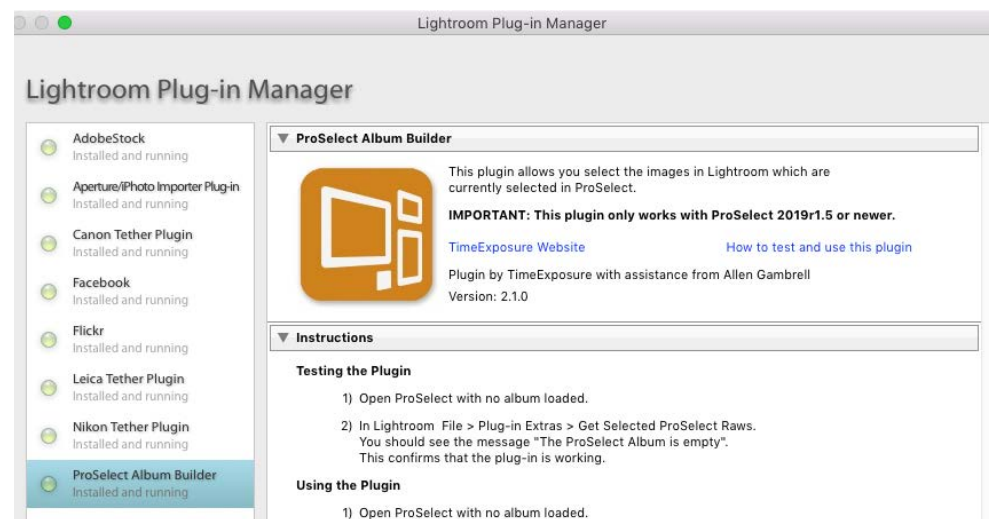 Lightroom Plug-in Manager
Lightroom Plug-in Manager
AdobeStock
Installed and running
Aperture/iPhoto Importer Plug-in
Installed and running
Canon Tether Plugin
Installed and running
Facebook
Installed and running
Flickr
Installed and running
Leica Tether Plugin
Installed and running
Nikon Tether Plugin
Installed and running
ProSelect Album Builder
Installed and running
ProSelect Album Builder
This plugin allows you select the images in Lightroom which are
currently selected in ProSelect.
IMPORTANT: This plugin only works with ProSelect 2019r1.5 or newer.
TimeExposure Website How to test and use this plugin
Plugin by TimeExposure with assistance from Allen Gambrell
Version: 2.1.0
Instructions
Testing the Plugin
1) Open ProSelect with no album loaded.
2) In Lightroom File > Plug-in Extras > Get Selected ProSelect Raws.
You should see the message "The ProSelect Album is empty".
This confirms that the plug-in is working.
Using the Plugin
1) Open ProSelect with no album loaded.